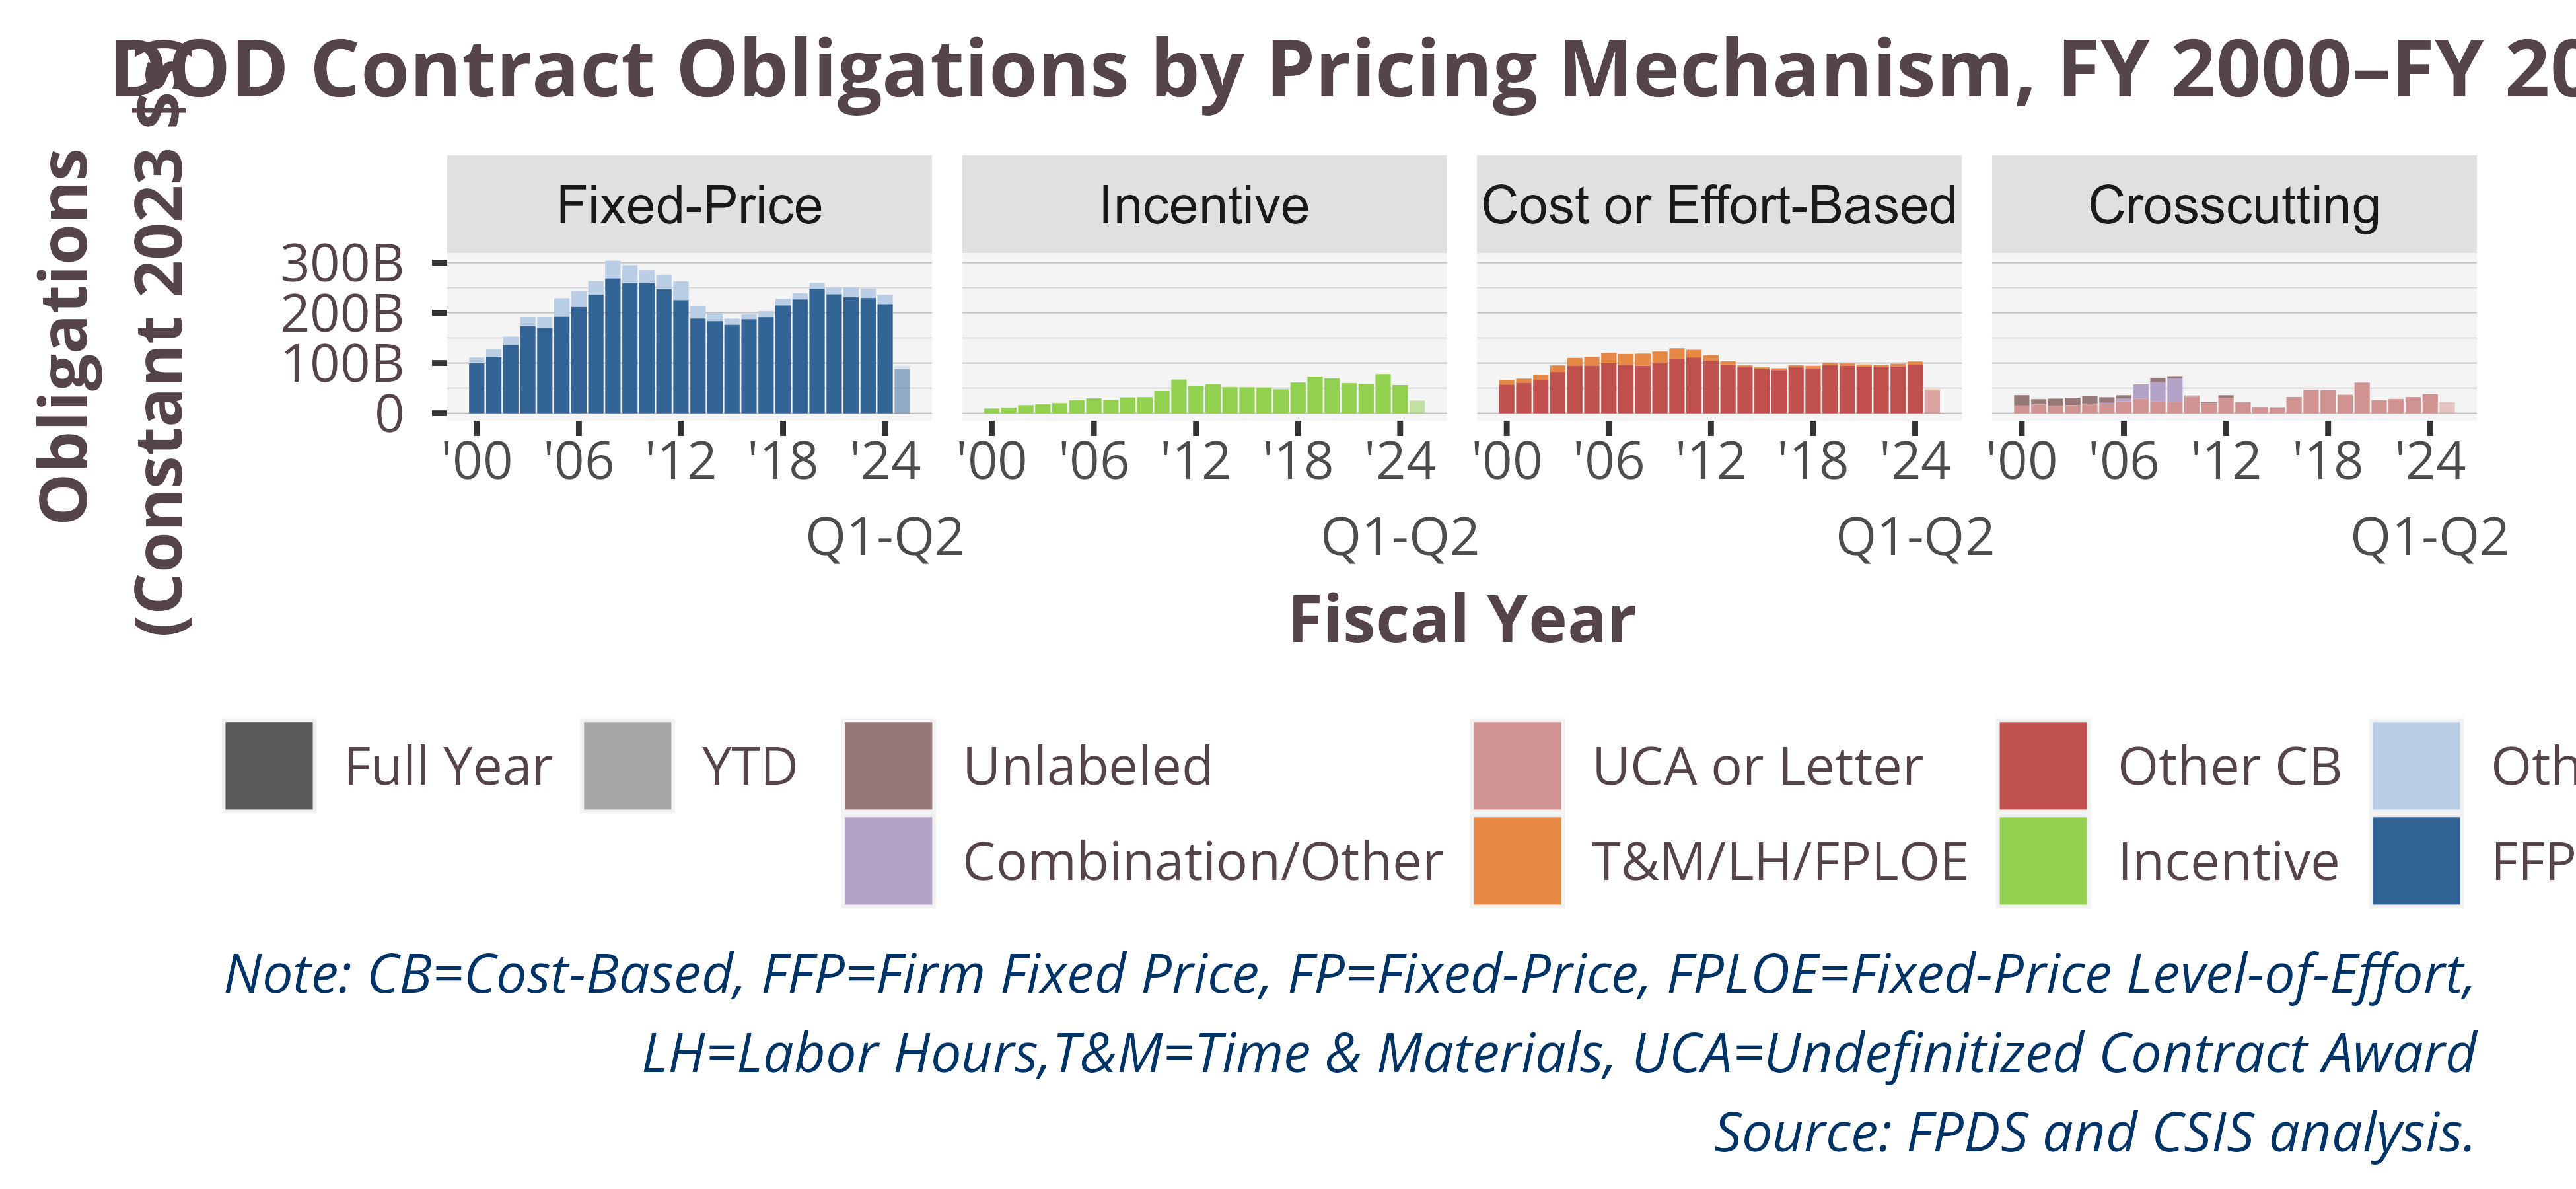 DOD Contract Obligations by Pricing Mechanism, FY 2000–FY 20
Obligations
(Constant 2023 $s)
Fixed-Price
Incentive
Cost or Effort-Based
Crosscutting
300B
200B
100B
0
'00 '06 '12 '18 '24
'00 '06 '12 '18 '24
'00 '06 '12 '18 '24
'00 '06 '12 '18 '24
Q1-Q2
Q1-Q2
Q1-Q2
Q1-Q2
Fiscal Year
Full Year
YTD
Unlabeled
UCA or Letter
Other CB
Oth
Combination/Other
T&M/LH/FPLOE
Incentive
FFP
Note: CB=Cost-Based, FFP=Firm Fixed Price, FP=Fixed-Price, FPLOE=Fixed-Price Level-of-Effort,
LH=Labor Hours,T&M=Time & Materials, UCA=Undefinitized Contract Award
Source: FPDS and CSIS analysis.